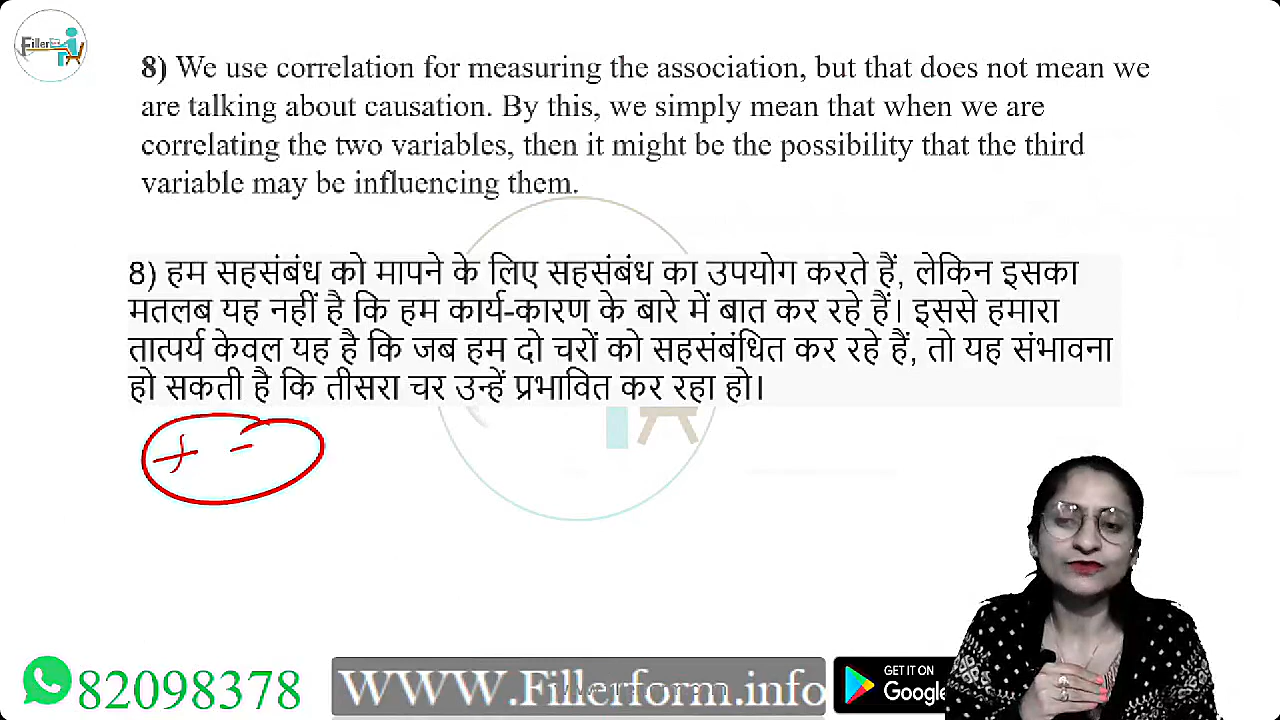 Filler
8) We use correlation for measuring the association, but that does not mean we
are talking about causation. By this, we simply mean that when we are
correlating the two variables, then it might be the possibility that the third
variable may be influencing them.
8) हम सहसंबंध को मापने के लिए सहसंबंध का उपयोग करते हैं, लेकिन इसका
मतलब यह नहीं है कि हम कार्य-कारण के बारे में बात कर रहे हैं। इससे हमारा
तात्पर्य केवल यह है कि जब हम दो चरों को सहसंबंधित कर रहे हैं, तो यह संभावना
हो सकती है कि तीसरा चर उन्हें प्रभावित कर रहा हो।
+ -
82098378
WWW.Fillerform.info
GET IT ON
Google